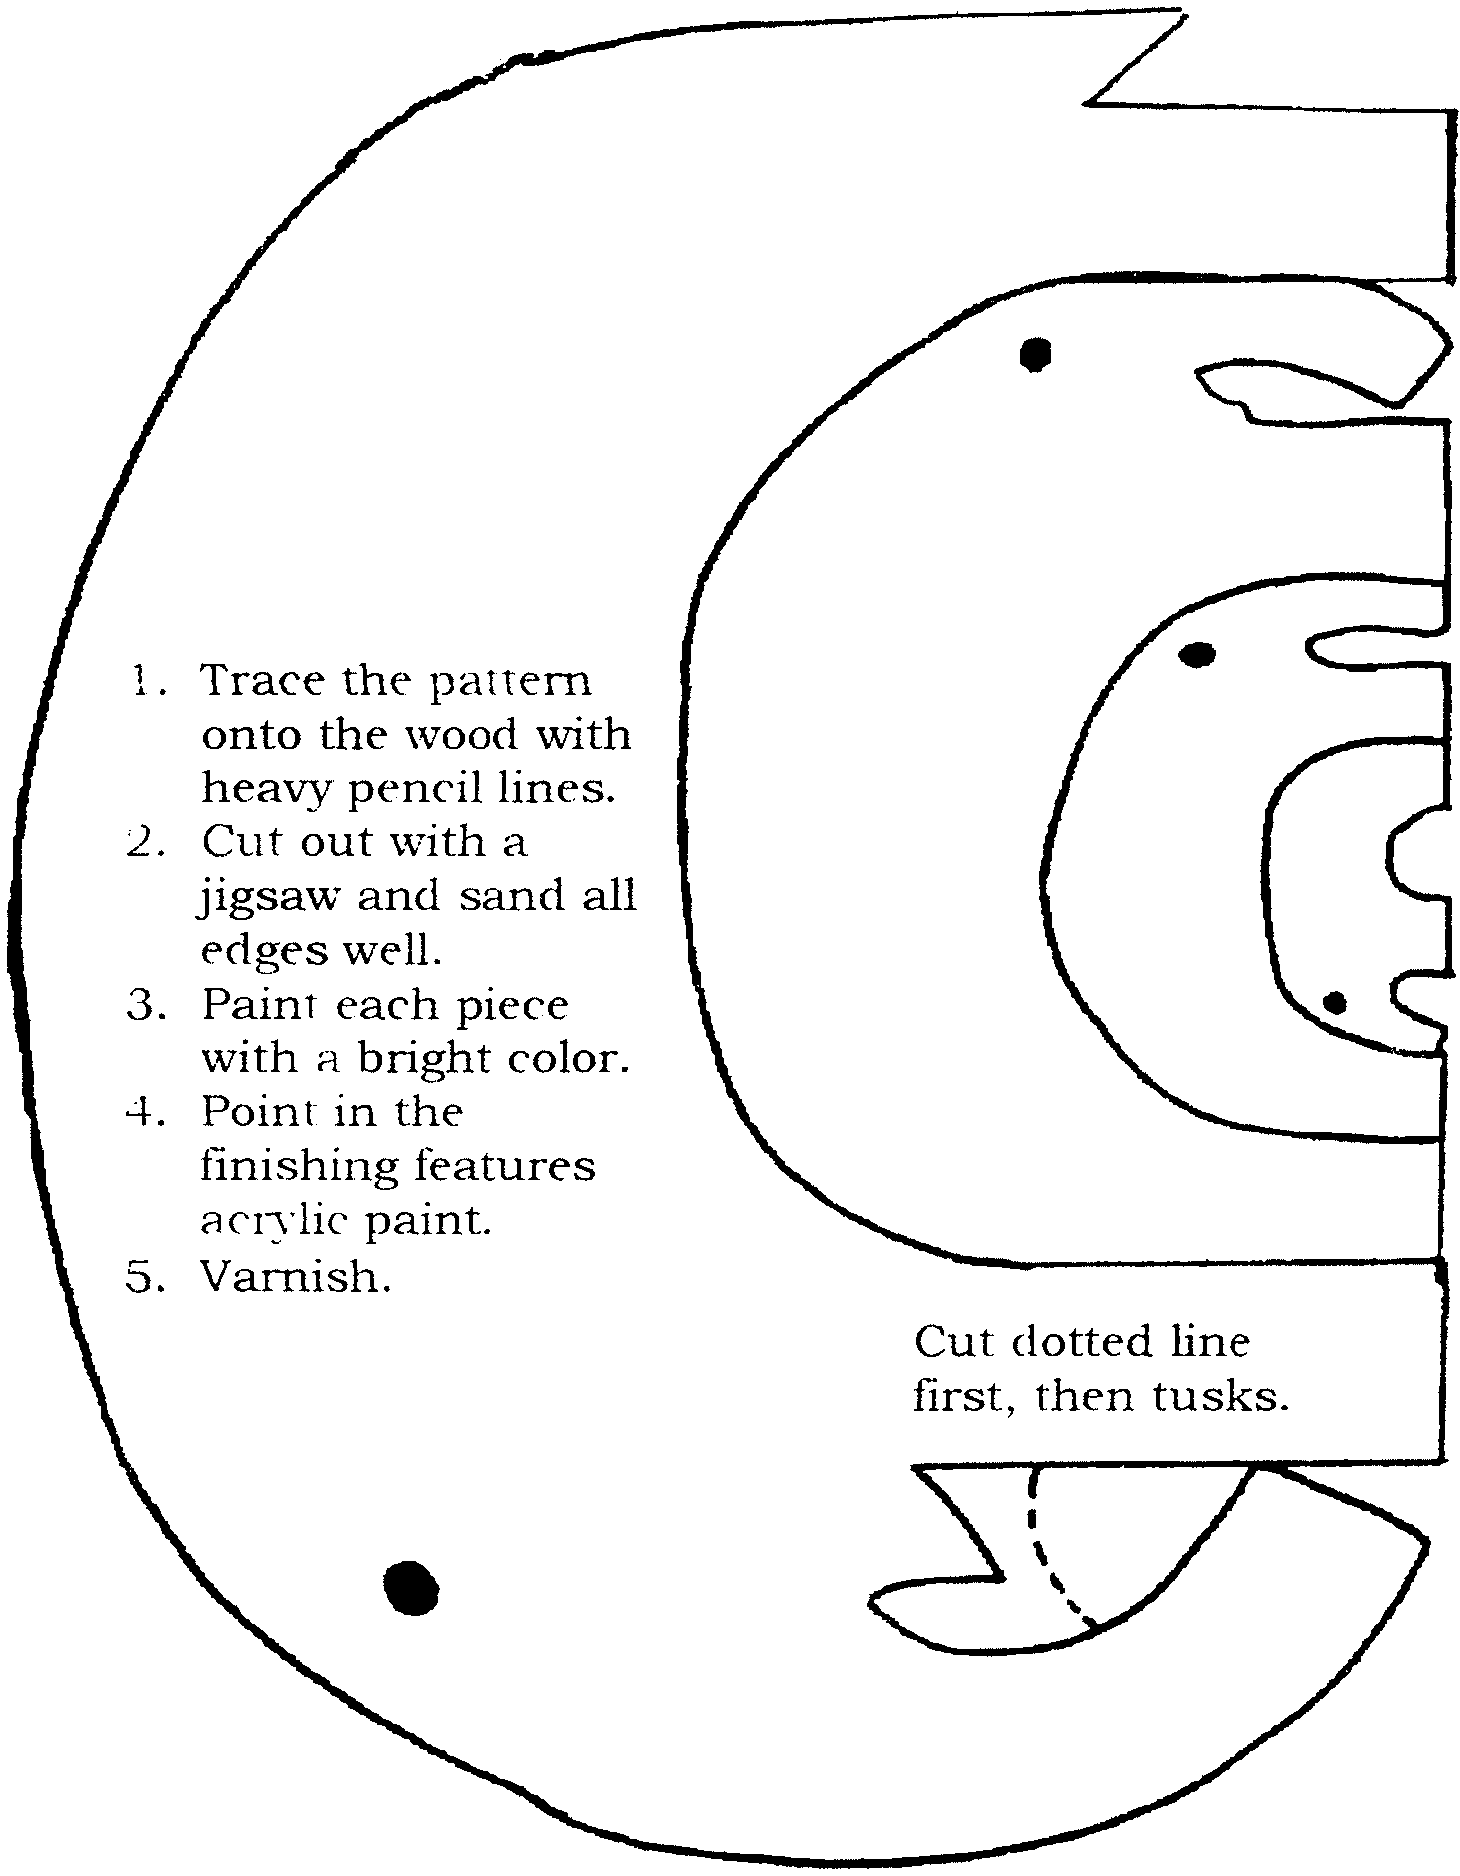 1. Trace the pattern
onto the wood with
heavy pencil lines.
2. Cut out with a
jigsaw and sand all
edges well.
3. Paint each piece
with a bright color.
4. Point in the
finishing features
acrylic paint.
5. Varnish.
Cut dotted line
first, then tusks.